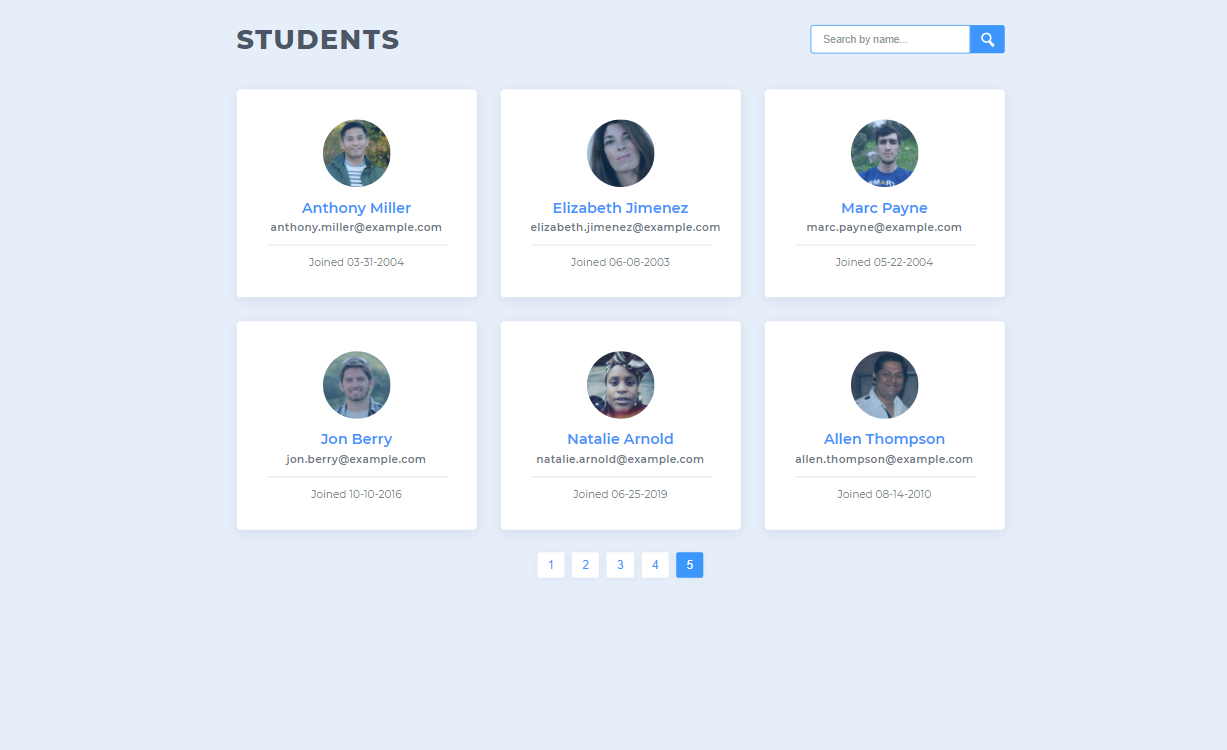 STUDENTS
Search by name...
Anthony Miller
anthony.miller@example.com
Joined 03-31-2004
Elizabeth Jimenez
elizabeth.jimenez@example.com
Joined 06-08-2003
Marc Payne
marc.payne@example.com
Joined 05-22-2004
Jon Berry
jon.berry@example.com
Joined 10-10-2016
Natalie Arnold
natalie.arnold@example.com
Joined 06-25-2019
Allen Thompson
allen.thompson@example.com
Joined 08-14-2010
1 2 3 4 5